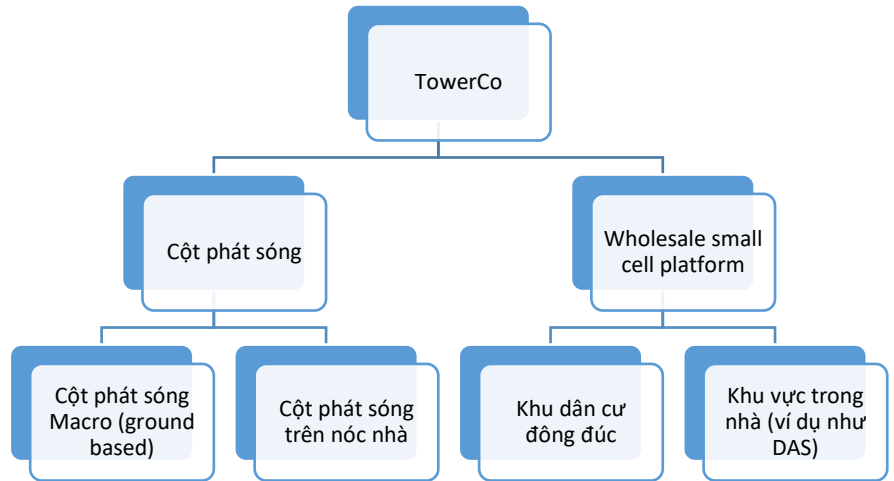 TowerCo
Cột phát sóng
Wholesale small
cell platform
Cột phát sóng
Macro (ground
based)
Cột phát sóng
trên nóc nhà
Khu dân cư
đông đúc
Khu vực trong
nhà (ví dụ như
DAS)